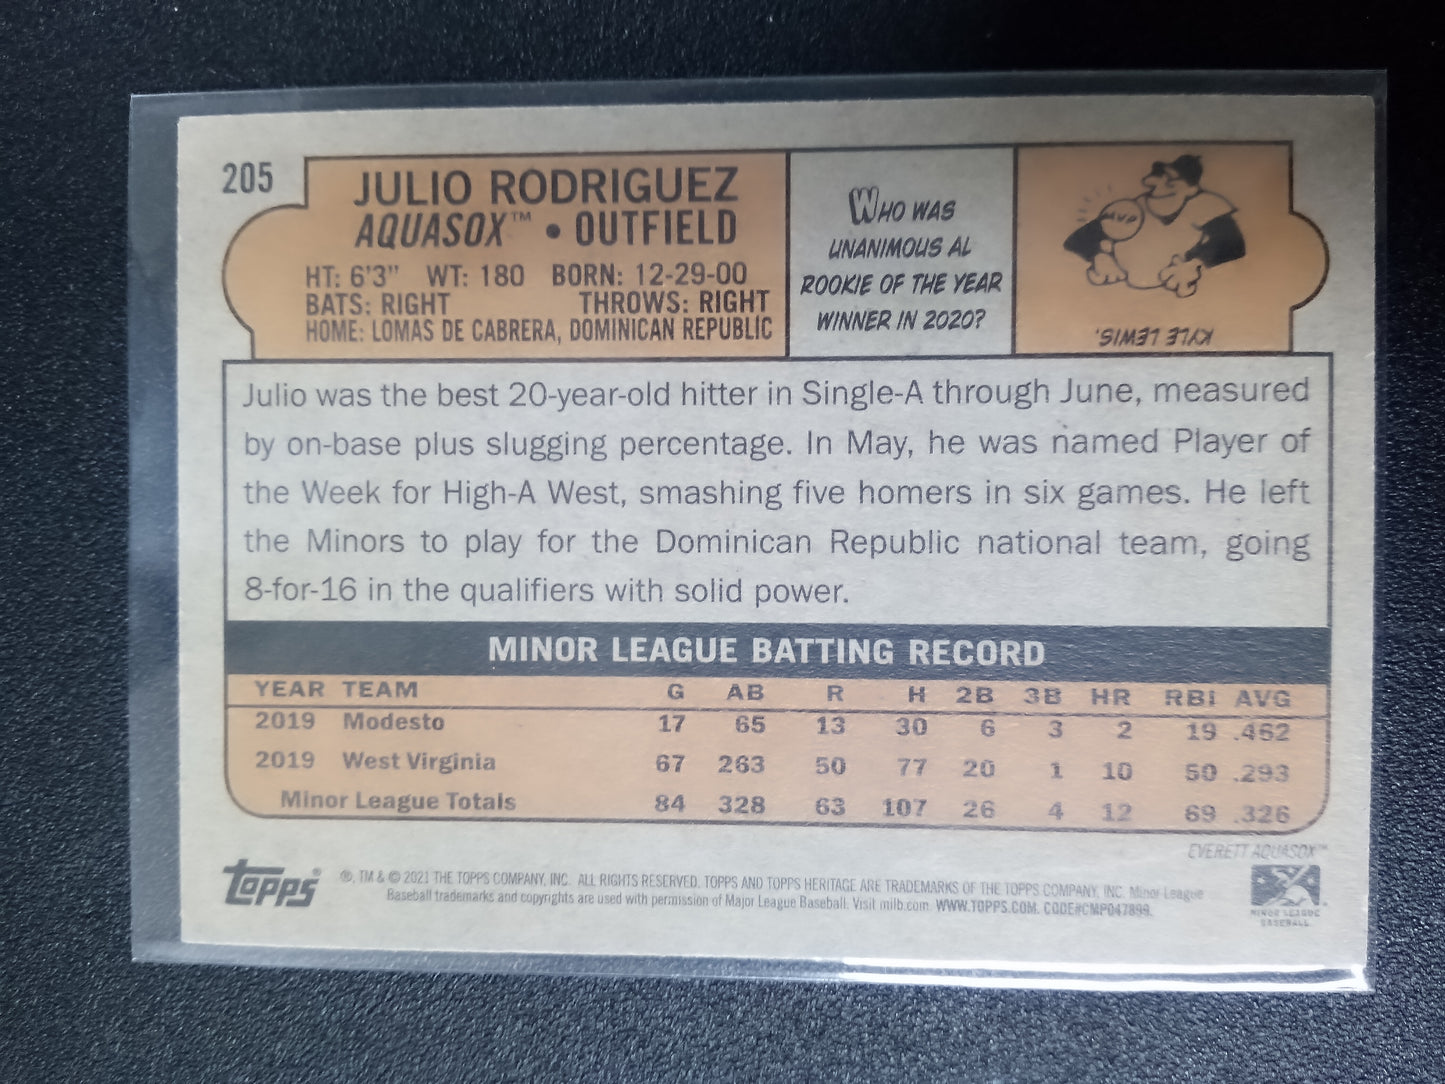 205
JULIO RODRIGUEZ
AQUASOX™ • OUTFIELD
HT: 6'3" WT: 180 BORN: 12-29-00
BATS: RIGHT THROWS: RIGHT
HOME: LOMAS DE CABRERA, DOMINICAN REPUBLIC
WHO WAS
UNANIMOUS AL
ROOKIE OF THE YEAR
WINNER IN 2020?
MVP
KYLE LEWIS.
Julio was the best 20-year-old hitter in Single-A through June, measured
by on-base plus slugging percentage. In May, he was named Player of
the Week for High-A West, smashing five homers in six games. He left
the Minors to play for the Dominican Republic national team, going
8-for-16 in the qualifiers with solid power.
MINOR LEAGUE BATTING RECORD
YEAR TEAM G AB R H 2B 3B HR RBI AVG
2019 Modesto 17 65 13 30 6 3 2 19 .462
2019 West Virginia 67 263 50 77 20 1 10 50 .293
Minor League Totals 84 328 63 107 26 4 12 69 .326
EVERETT AQUASOX™
topps®
®, TM & © 2021 THE TOPPS COMPANY, INC. ALL RIGHTS RESERVED. TOPPS AND TOPPS HERITAGE ARE TRADEMARKS OF THE TOPPS COMPANY, INC. Minor League
Baseball trademarks and copyrights are used with permission of Major League Baseball. Visit milb.com. WWW.TOPPS.COM. CODE#CMP047899.
MINOR LEAGUE
BASEBALL